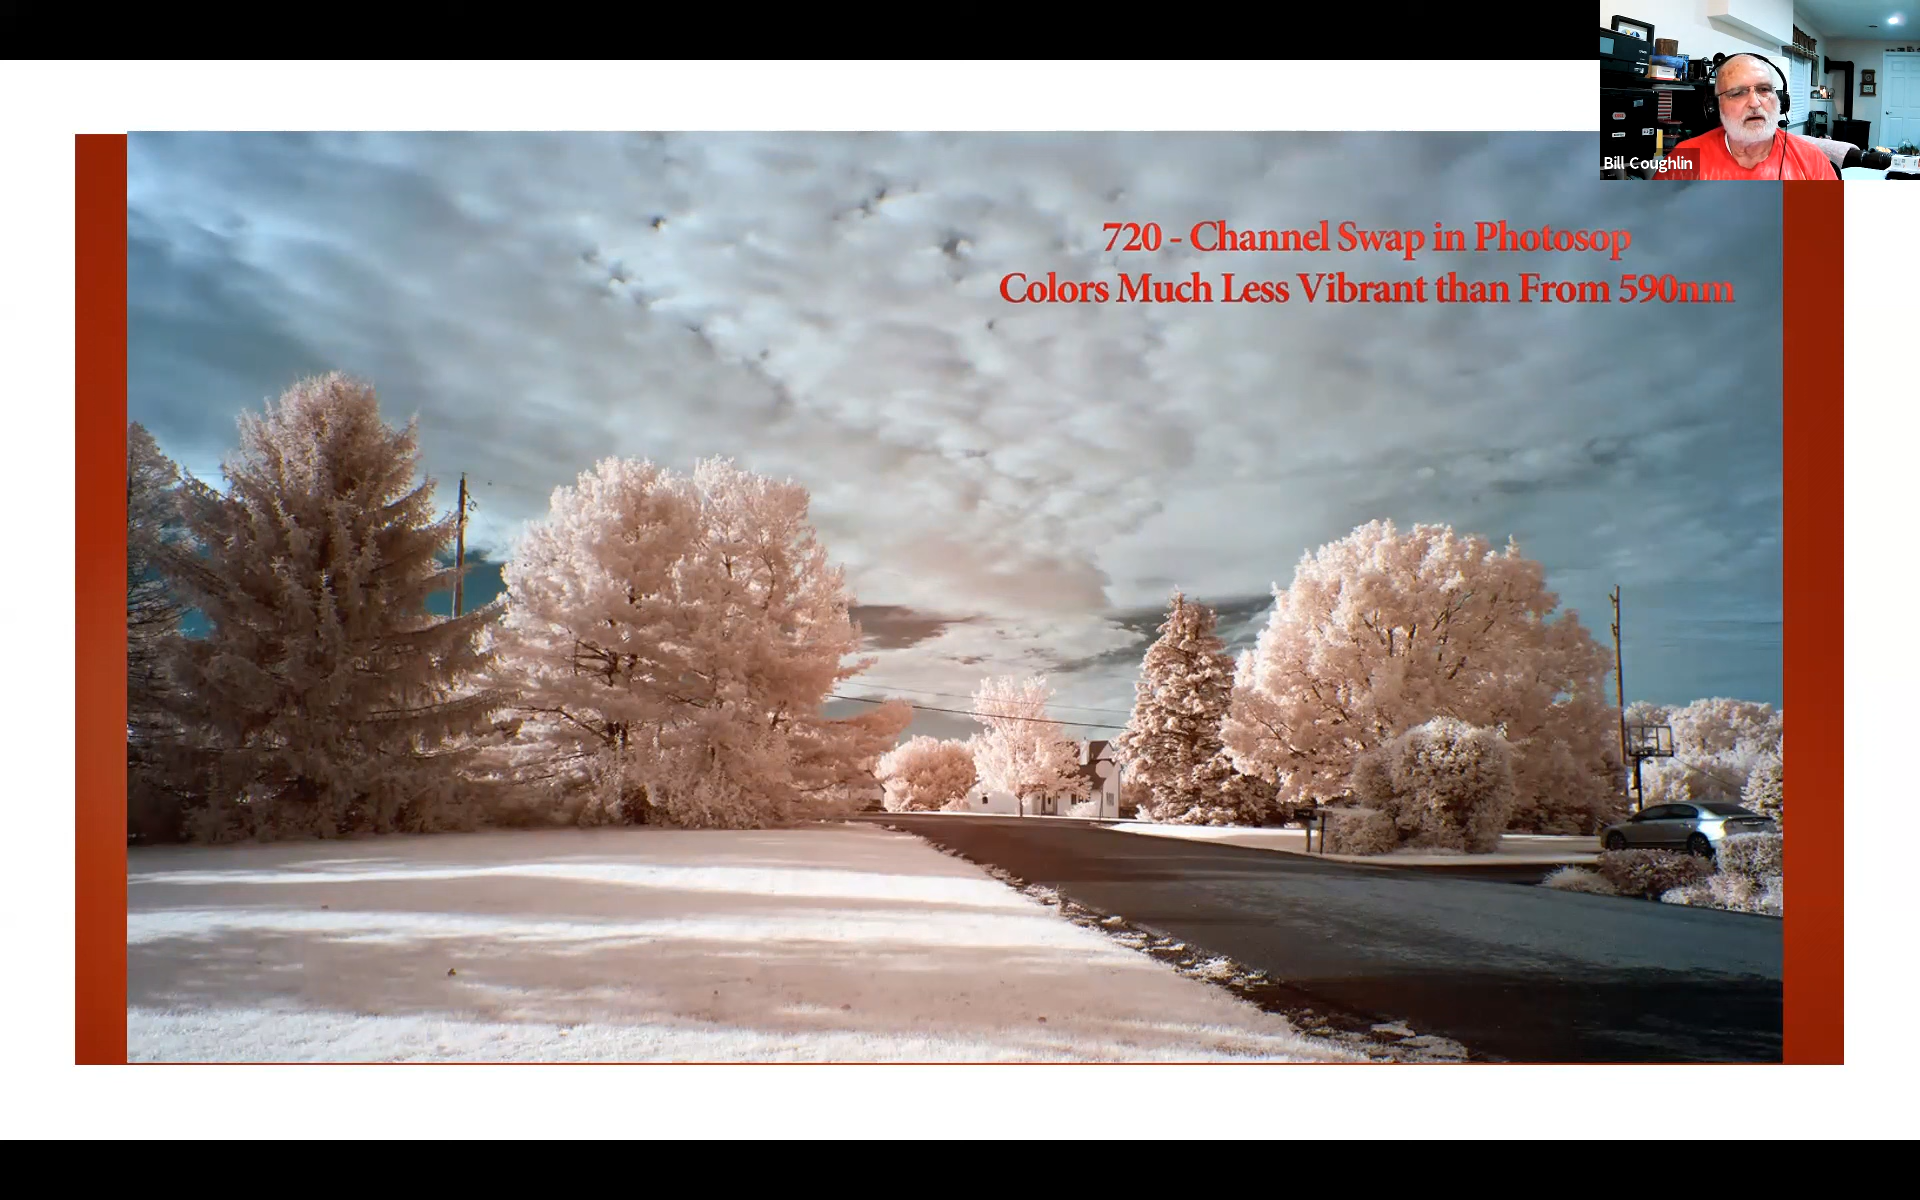 720 - Channel Swap in Photosop
Colors Much Less Vibrant than From 590nm
Bill Coughlin